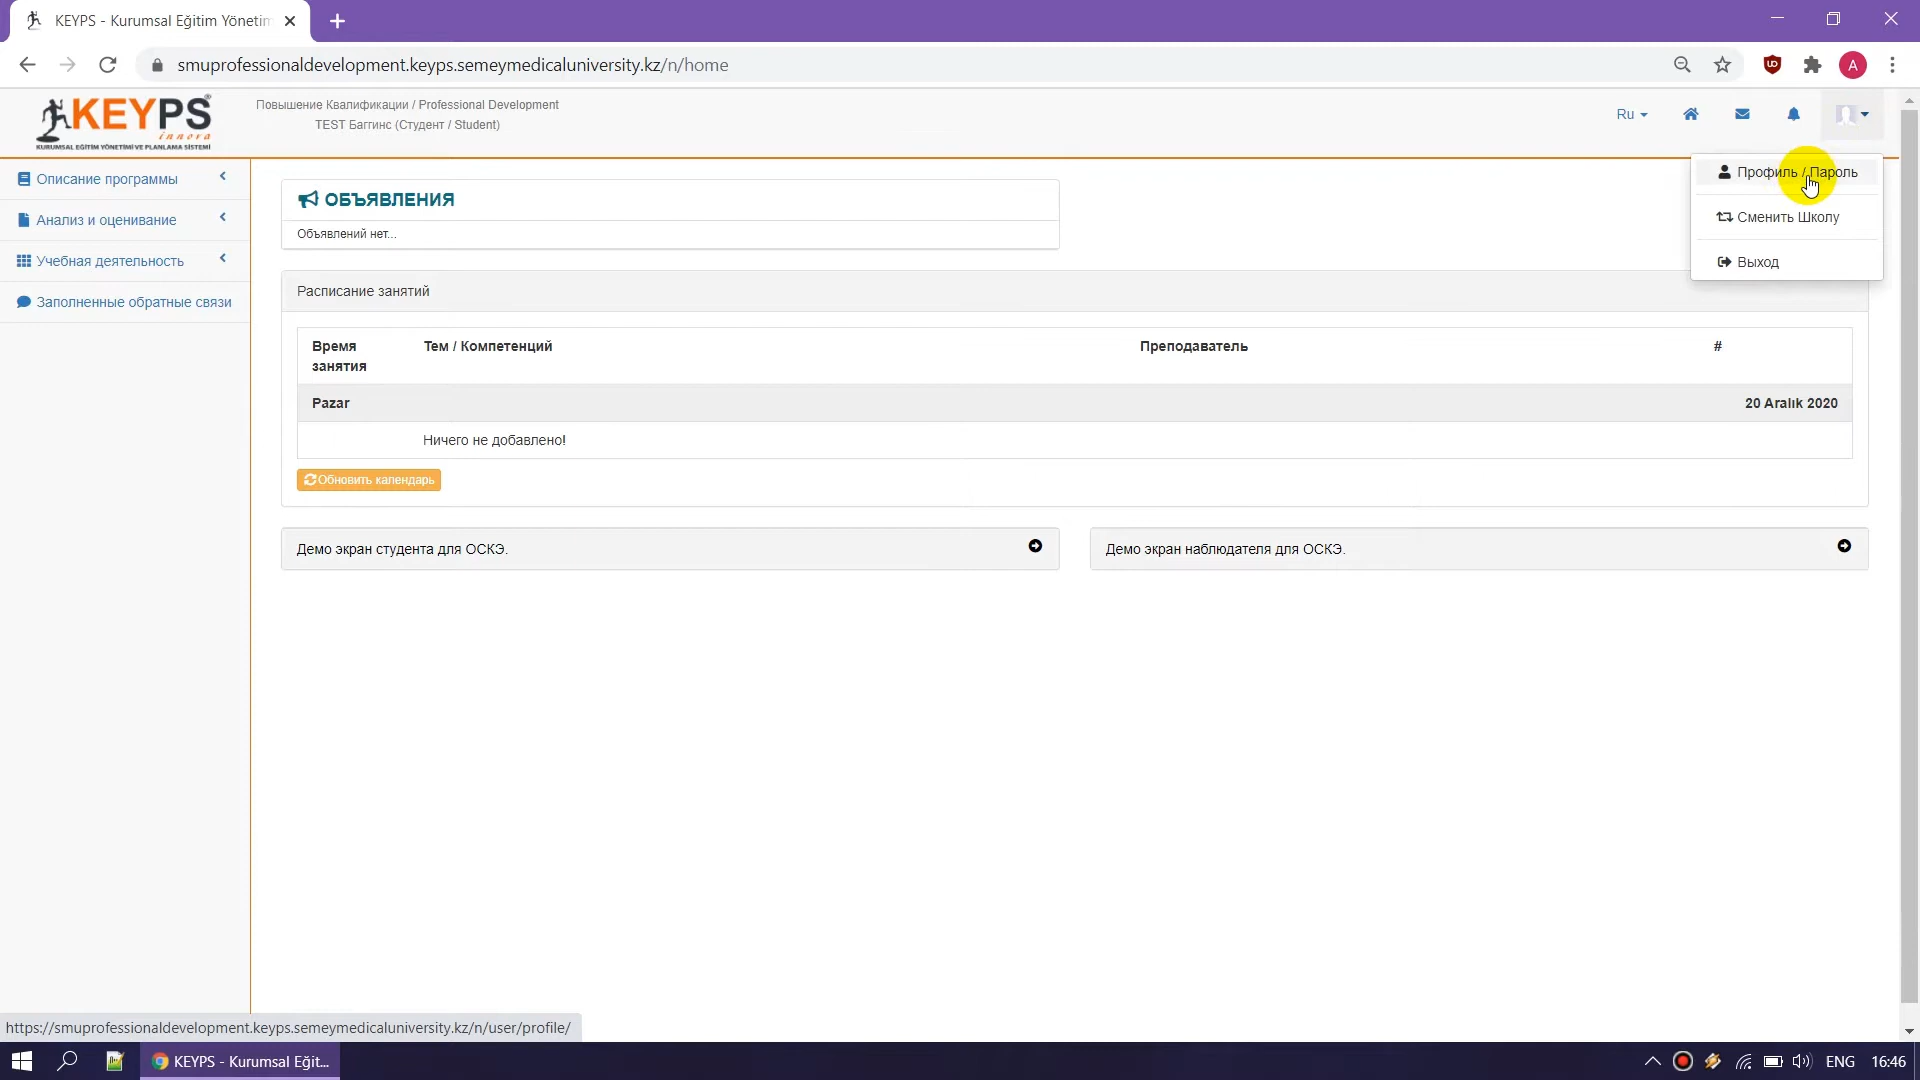 KEYPS - Kurumsal Eğitim Yönetim
smuprofessionaldevelopment.keyps.semeymedicaluniversity.kz/n/home
A
KEYPS®
innova
KURUMSAL EĞİTİM YÖNETİMİ VE PLANLAMA SİSTEMİ
Повышение Квалификации / Professional Development
TEST Баггинс (Студент / Student)
Ru
Профиль / Пароль
Сменить Школу
Выход
Описание программы
Анализ и оценивание
Учебная деятельность
Заполненные обратные связи
ОБЪЯВЛЕНИЯ
Объявлений нет...
Расписание занятий
Время занятия
Тем / Компетенций
Преподаватель
#
Pazar
20 Aralık 2020
Ничего не добавлено!
Обновить календарь
Демо экран студента для ОСКЭ.
Демо экран наблюдателя для ОСКЭ.
https://smuprofessionaldevelopment.keyps.semeymedicaluniversity.kz/n/user/profile/
KEYPS - Kurumsal Eğit...
ENG
16:46